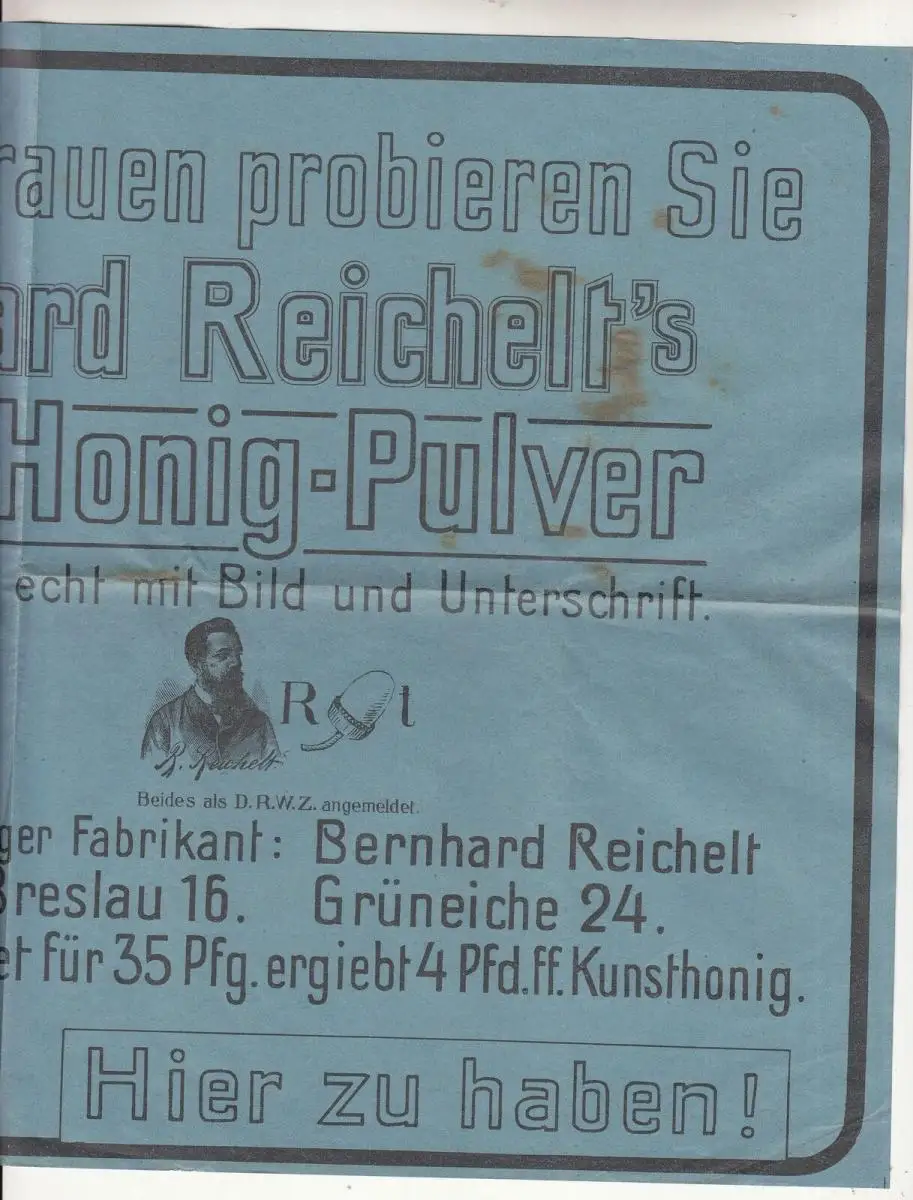 rauen probieren Sie
ard Reichelt's
Honig-Pulver
echt mit Bild und Unterschrift.
R t
B. Reichelt
Beides als D.R.W.Z. angemeldet.
ger Fabrikant: Bernhard Reichelt
Breslau 16. Grüneiche 24.
et für 35 Pfg. ergiebt 4 Pfd. ff. Kunsthonig.
Hier zu haben!